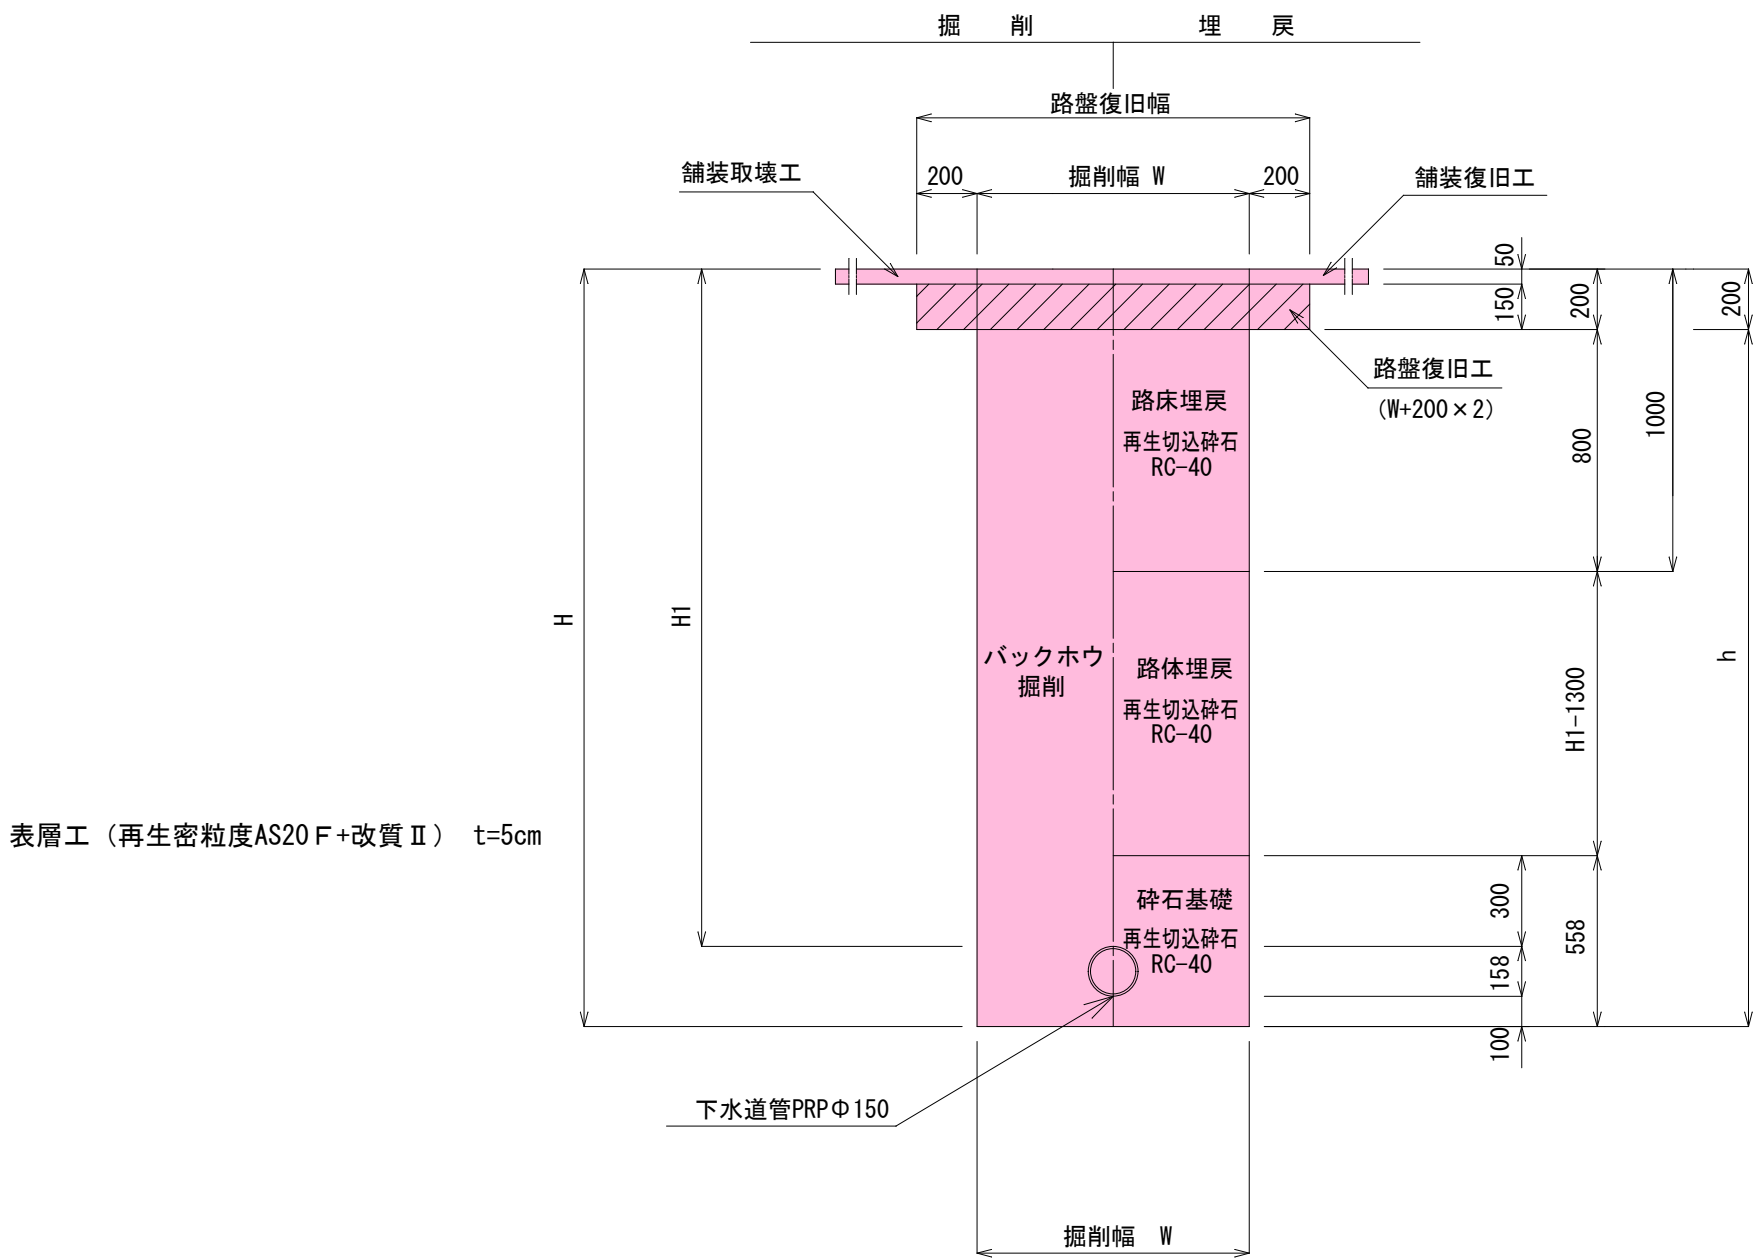 掘　削　埋　戻
路盤復旧幅
舗装取壊工
200
掘削幅 W
200
舗装復旧工
50
150
200
200
路盤復旧工
(W+200×2)
路床埋戻
再生切込砕石
RC-40
800
1000
H
H1
バックホウ
掘削
路体埋戻
再生切込砕石
RC-40
H1-1300
h
表層工（再生密粒度AS20Ｆ+改質Ⅱ） t=5cm
砕石基礎
再生切込砕石
RC-40
300
558
158
100
下水道管PRPΦ150
掘削幅 W